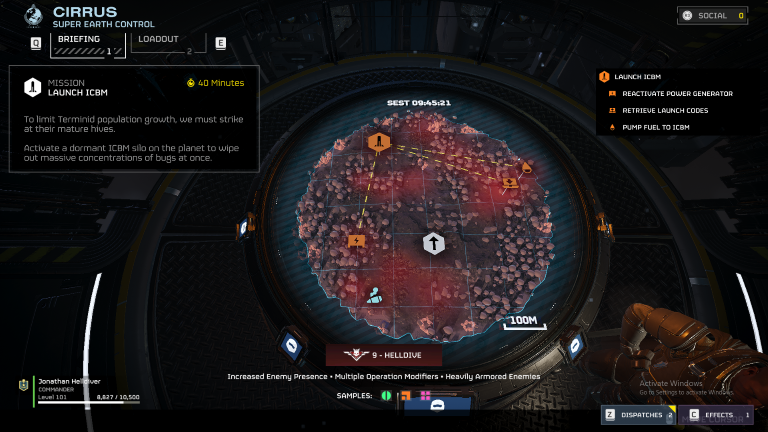 CIRRUS
SUPER EARTH CONTROL
Q
BRIEFING
1
LOADOUT
2
E
SOCIAL 0
MISSION
LAUNCH ICBM
40 Minutes
To limit Terminid population growth, we must strike
at their mature hives.
Activate a dormant ICBM silo on the planet to wipe
out massive concentrations of bugs at once.
LAUNCH ICBM
REACTIVATE POWER GENERATOR
RETRIEVE LAUNCH CODES
PUMP FUEL TO ICBM
SEST 09:45:21
100M
9 - HELLDIVE
Increased Enemy Presence • Multiple Operation Modifiers • Heavily Armored Enemies
SAMPLES:
Jonathan Helldiver
COMMANDER
Level 101
8,827 / 10,500
Activate Windows
Go to Settings to activate Windows.
Z DISPATCHES 2
C EFFECTS 1
MOVE CURSOR